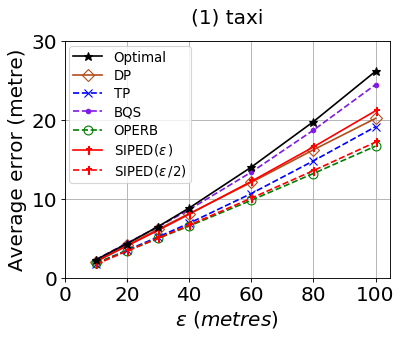 (1) taxi
Average error (metre)
30
20
10
0
Optimal
DP
TP
BQS
OPERB
SIPED(ε)
SIPED(ε/2)
0 20 40 60 80 100
ε (metres)